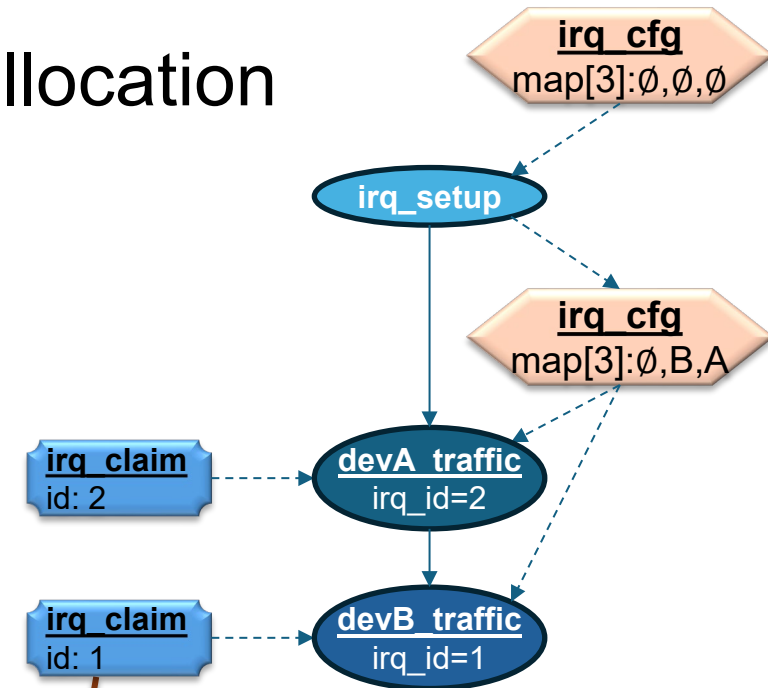 llocation
irq_cfg
map[3]:∅,∅,∅
irq_setup
irq_cfg
map[3]:∅,B,A
irq_claim
id: 2
devA_traffic
irq_id=2
irq_claim
id: 1
devB_traffic
irq_id=1